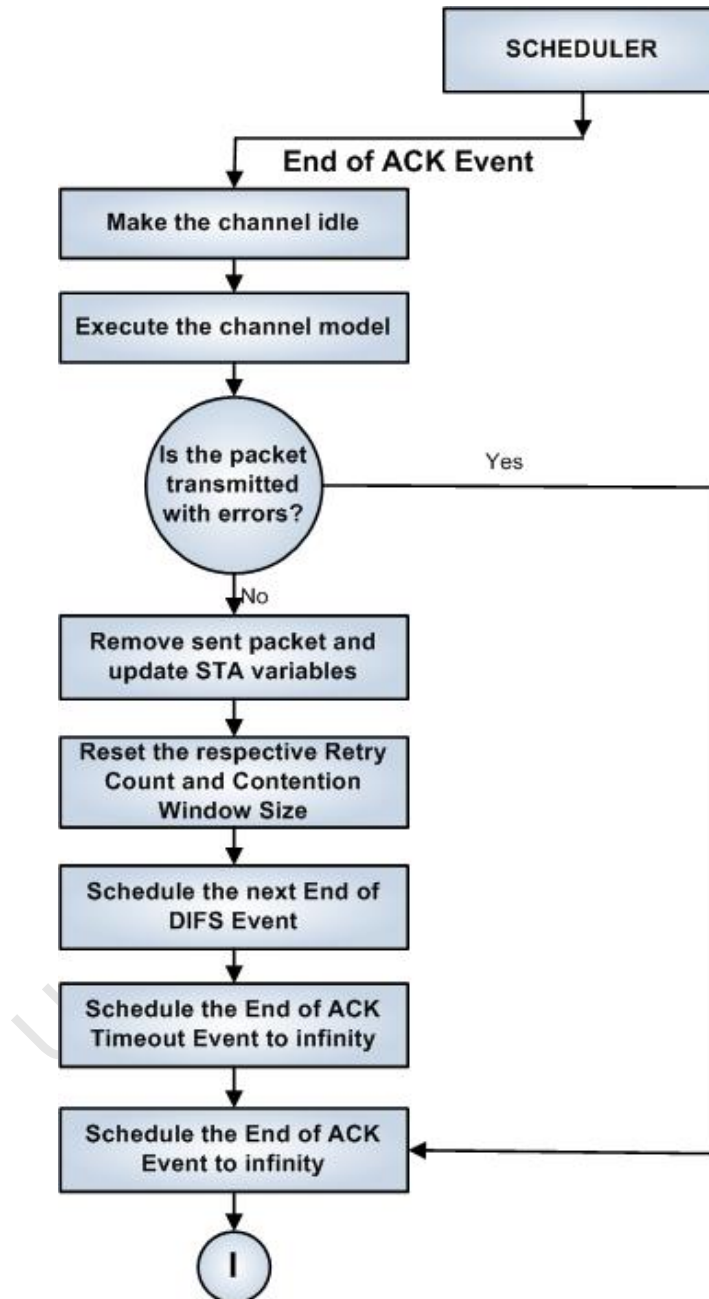 SCHEDULER
End of ACK Event
Make the channel idle
Execute the channel model
Is the packet
transmitted
with errors?
Yes
No
Remove sent packet and
update STA variables
Reset the respective Retry
Count and Contention
Window Size
Schedule the next End of
DIFS Event
Schedule the End of ACK
Timeout Event to infinity
Schedule the End of ACK
Event to infinity
I